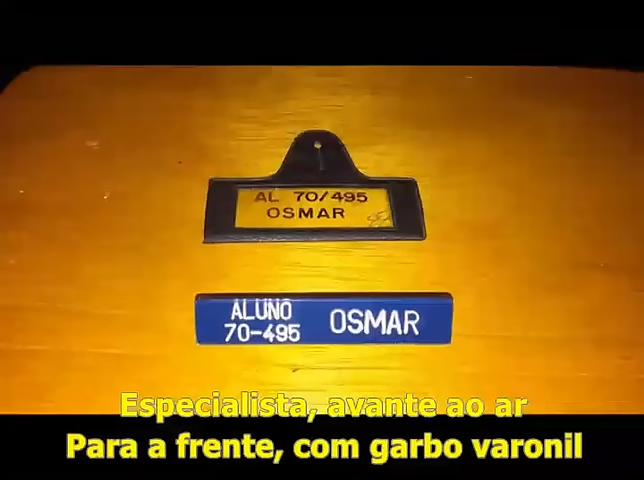 AL 70/495
OSMAR
ALUNO
70-495
OSMAR
Especialista, avante ao ar
Para a frente, com garbo varonil